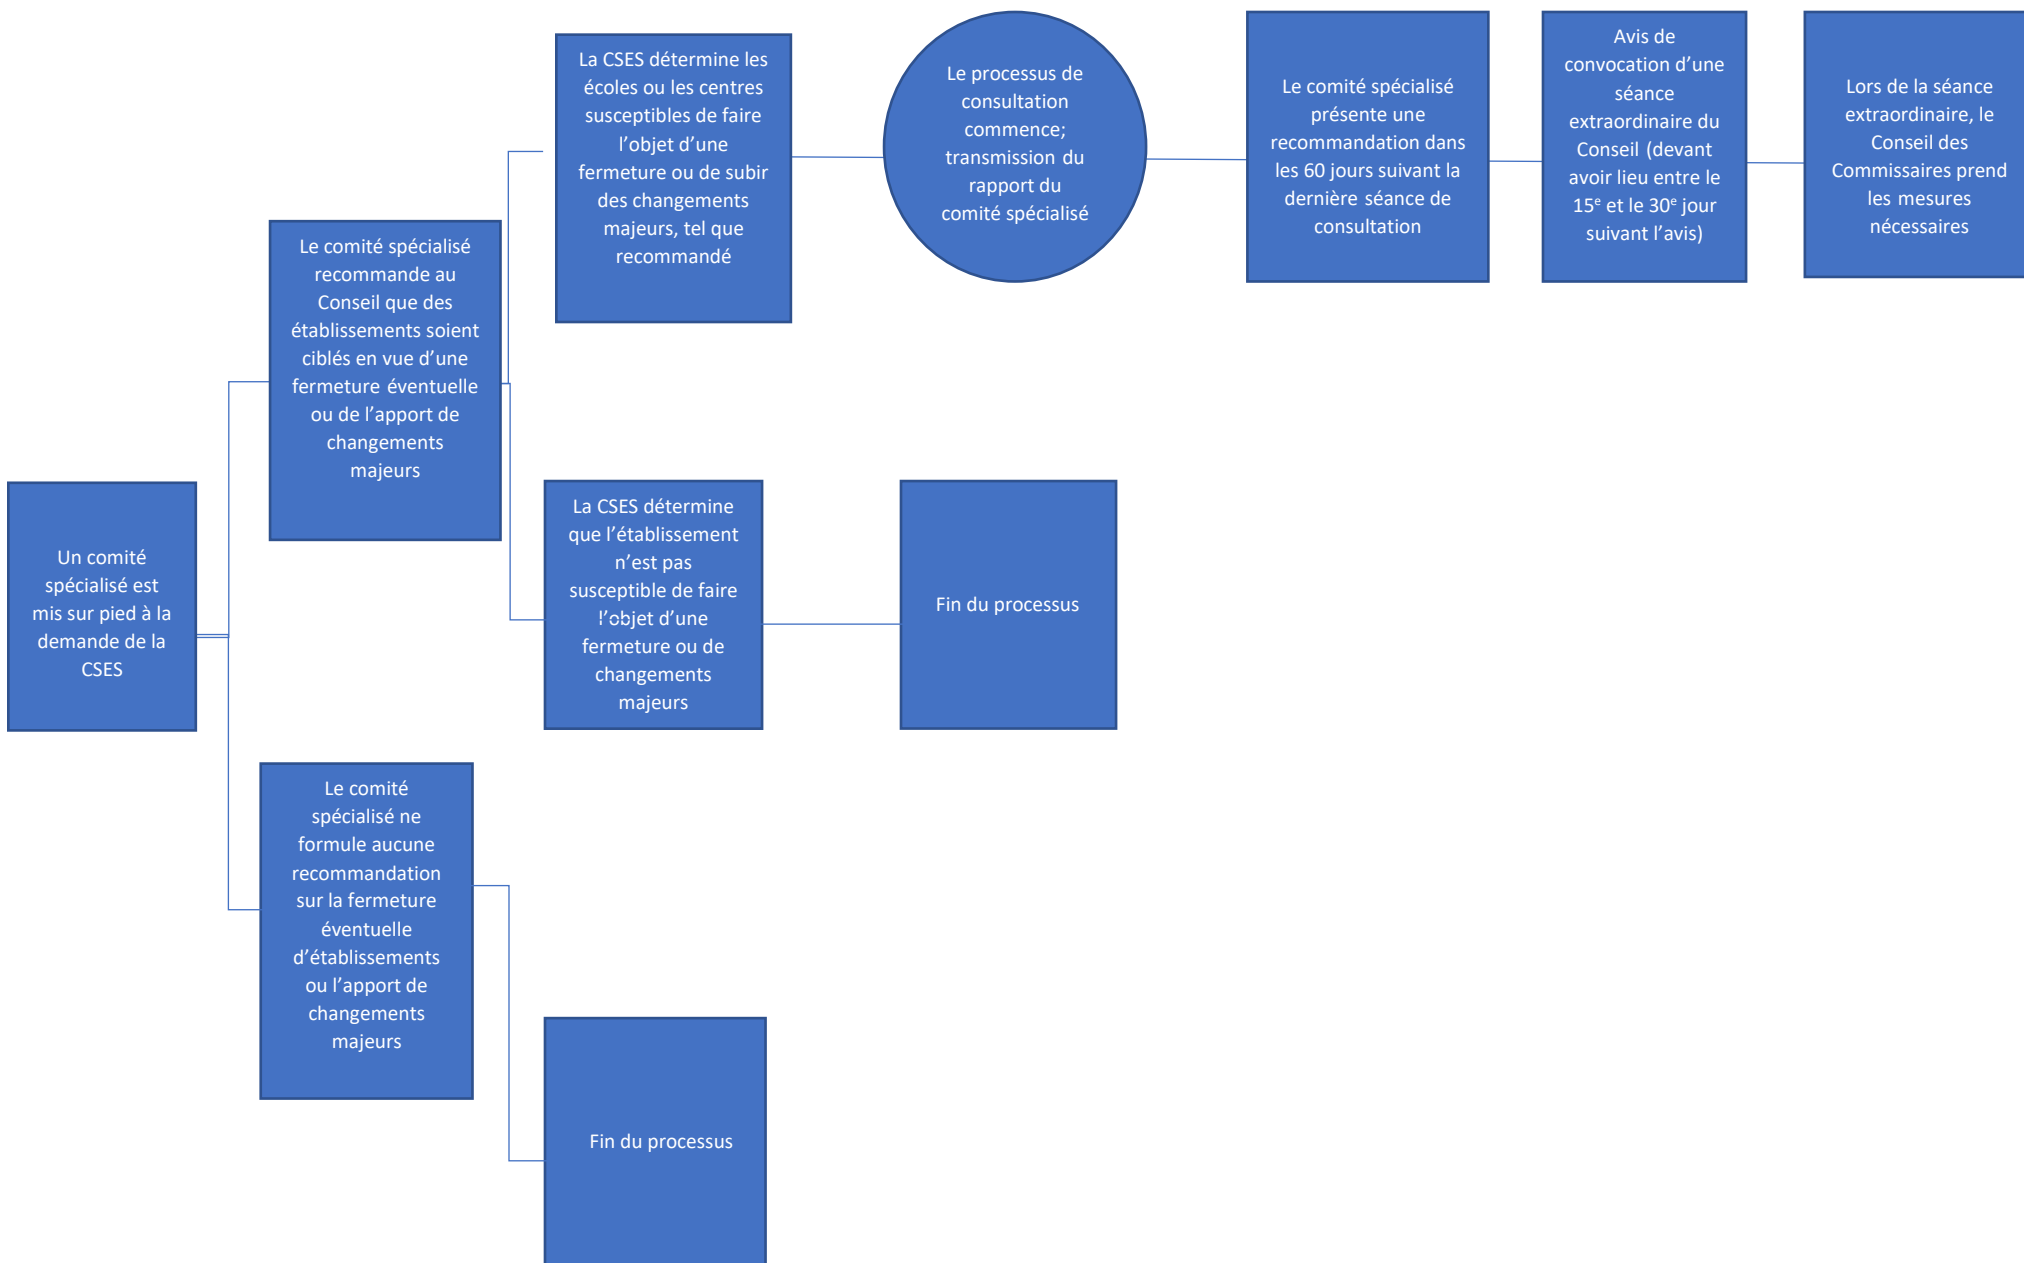 Un comité
spécialisé est
mis sur pied à la
demande de la
CSES
Le comité spécialisé
recommande au
Conseil que des
établissements soient
ciblés en vue d’une
fermeture éventuelle
ou de l’apport de
changements
majeurs
La CSES détermine les
écoles ou les centres
susceptibles de faire
l’objet d’une
fermeture ou de subir
des changements
majeurs, tel que
recommandé
Le processus de
consultation
commence;
transmission du
rapport du
comité spécialisé
Le comité spécialisé
présente une
recommandation dans
les 60 jours suivant la
dernière séance de
consultation
Avis de
convocation d’une
séance
extraordinaire du
Conseil (devant
avoir lieu entre le
15e et le 30e jour
suivant l’avis)
Lors de la séance
extraordinaire, le
Conseil des
Commissaires prend
les mesures
nécessaires
La CSES détermine
que l’établissement
n’est pas
susceptible de faire
l’objet d’une
fermeture ou de
changements
majeurs
Fin du processus
Le comité
spécialisé ne
formule aucune
recommandation
sur la fermeture
éventuelle
d’établissements
ou l’apport de
changements
majeurs
Fin du processus